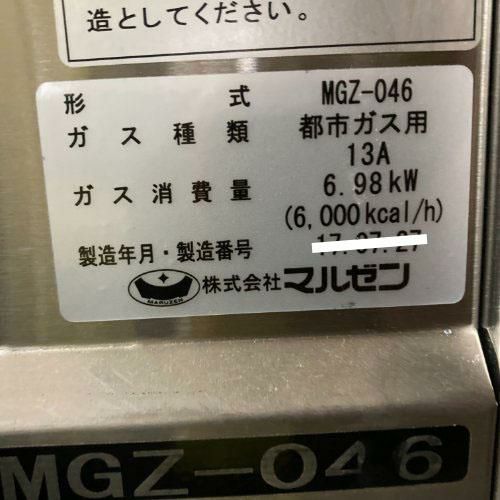 造としてください。
形式 MGZ-046
ガス種類 都市ガス用
13A
ガス消費量 6.98kW
(6,000kcal/h)
製造年月・製造番号
MARUZEN 株式会社マルゼン
MGZ-046